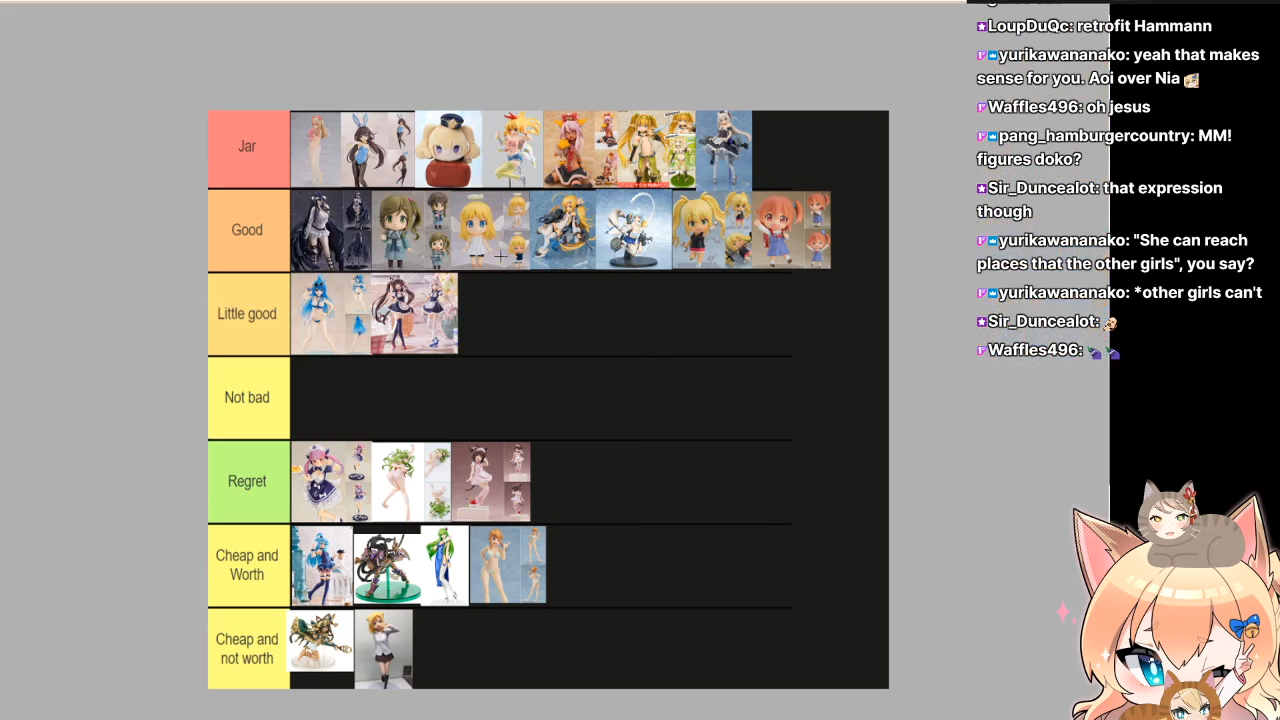 Jar
Good
Little good
Not bad
Regret
Cheap and
Worth
Cheap and
not worth
LoupDuQc: retrofit Hammann
yurikawananako: yeah that makes
sense for you. Aoi over Nia
Waffles496: oh jesus
pang_hamburgercountry: MM!
figures doko?
Sir_Duncealot: that expression
though
yurikawananako: "She can reach
places that the other girls", you say?
yurikawananako: *other girls can't
Sir_Duncealot:
Waffles496: